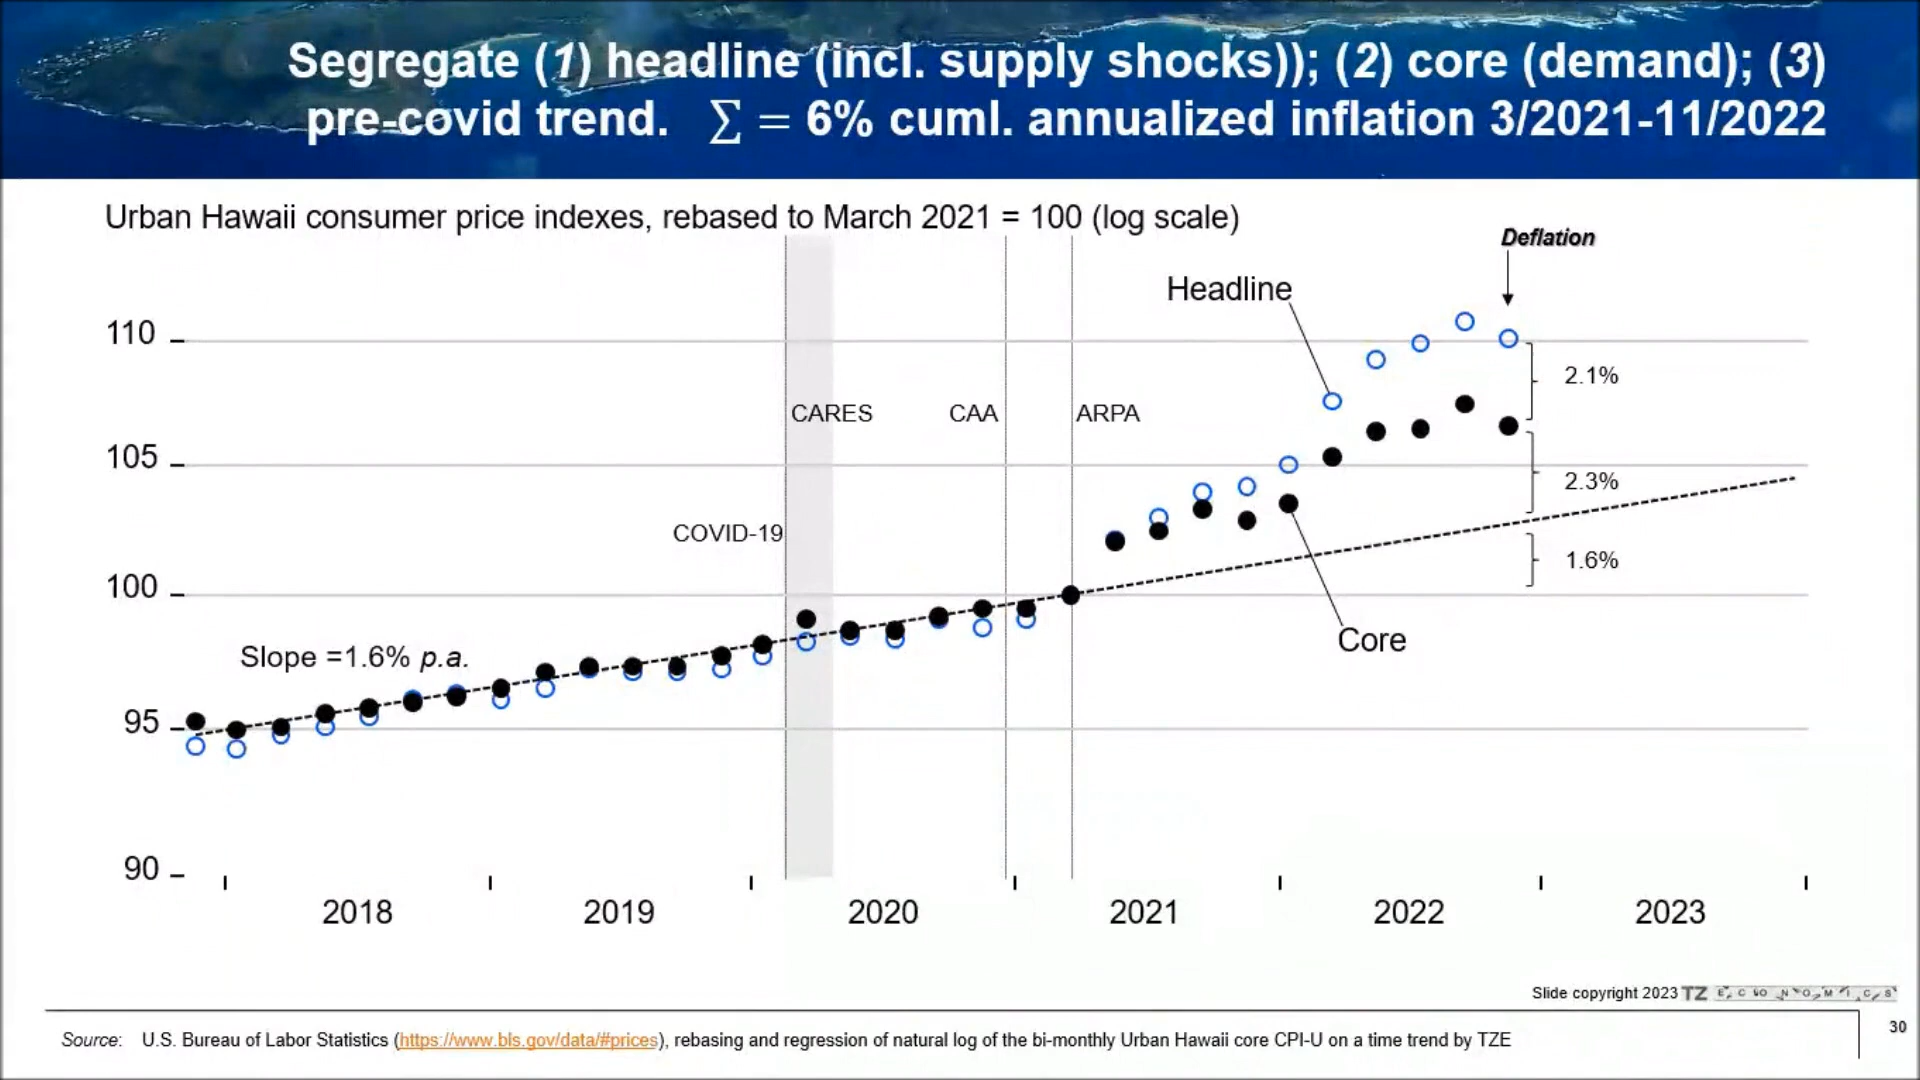 Segregate (1) headline (incl. supply shocks)); (2) core (demand); (3)
pre-covid trend. ∑ = 6% cuml. annualized inflation 3/2021-11/2022
Urban Hawaii consumer price indexes, rebased to March 2021 = 100 (log scale)
Deflation
Headline
110
2.1%
CARES
CAA
ARPA
105
2.3%
COVID-19
1.6%
100
Core
Slope =1.6% p.a.
95
90
2018
2019
2020
2021
2022
2023
Slide copyright 2023 TZ ECONOMICS
30
Source: U.S. Bureau of Labor Statistics (https://www.bls.gov/data/#prices), rebasing and regression of natural log of the bi-monthly Urban Hawaii core CPI-U on a time trend by TZE